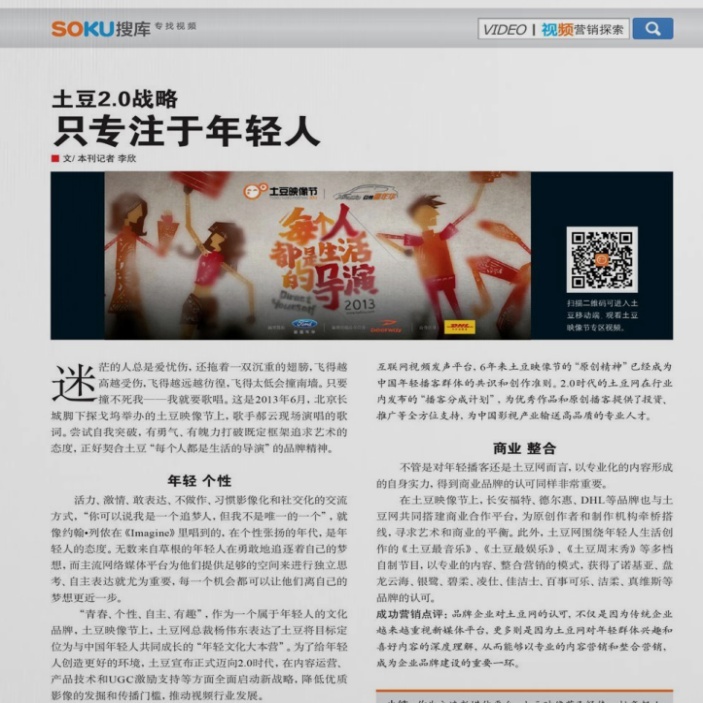 SOKU搜库 专找视频
VIDEO | 视频营销探索
土豆2.0战略
只专注于年轻人
文/ 本刊记者 李欣
土豆映像节
每个人
都是生活
的导演
Direct Yourself
2013
Ford
DHL
扫描二维码可进入土
豆移动端 观看土豆
映像节专区视频。
迷茫的人总是爱忧伤,还拖着一双沉重的翅膀,飞得越
高越受伤,飞得越远越彷徨,飞得太低会撞南墙。只要
撞不死我——我就要歌唱。这是2013年6月,北京长
城脚下探戈坞举办的土豆映像节上,歌手郝云现场演唱的歌
词。尝试自我突破,有勇气、有魄力打破既定框架追求艺术的
态度,正好契合土豆“每个人都是生活的导演”的品牌精神。
年轻 个性
活力、激情、敢表达、不做作、习惯影像化和社交化的交流
方式,“你可以说我是一个追梦人,但我不是唯一的一个”,就
像约翰•列侬在《Imagine》里唱到的,在个性张扬的年代,是年
轻人的态度。无数来自草根的年轻人在勇敢地追逐着自己的梦
想,而主流网络媒体平台为他们提供足够的空间来进行独立思
考、自主表达就尤为重要,每一个机会都可以让他们离自己的
梦想更近一步。
“青春、个性、自主、有趣”,作为一个属于年轻人的文化
品牌,土豆映像节上,土豆网总裁杨伟东表达了土豆将目标定
位为与中国年轻人共同成长的“年轻文化大本营”。为了给年轻
人创造更好的环境,土豆宣布正式迈向2.0时代,在内容运营、
产品技术和UGC激励支持等方面全面启动新战略,降低优质
影像的发掘和传播门槛,推动视频行业发展。
互联网视频发声平台,6年来土豆映像节的“原创精神”已经成为
中国年轻播客群体的共识和创作准则。2.0时代的土豆网在行业
内发布的“播客分成计划”,为优秀作品和原创播客提供了投资、
推广等全方位支持,为中国影视产业输送高品质的专业人才。
商业 整合
不管是对年轻播客还是土豆网而言,以专业化的内容形成
的自身实力,得到商业品牌的认可同样非常重要。
在土豆映像节上,长安福特、德尔惠、DHL等品牌也与土
豆网共同搭建商业合作平台,为原创作者和制作机构牵桥搭
线,寻求艺术和商业的平衡。此外,土豆网围绕年轻人生活创
作的《土豆最音乐》、《土豆最娱乐》、《土豆周末秀》等多档
自制节目,以专业的内容、整合营销的模式,获得了诺基亚、盘
龙云海、银鹭、碧柔、凌仕、佳洁士、百事可乐、洁柔、真维斯等
品牌的认可。
成功营销点评:品牌企业对土豆网的认可,不仅是因为传统企业
越来越重视新媒体平台,更多则是因为土豆网对年轻群体兴趣和
喜好内容的深度理解,从而能够以专业的内容营销和整合营销,
成为企业品牌建设的重要一环。